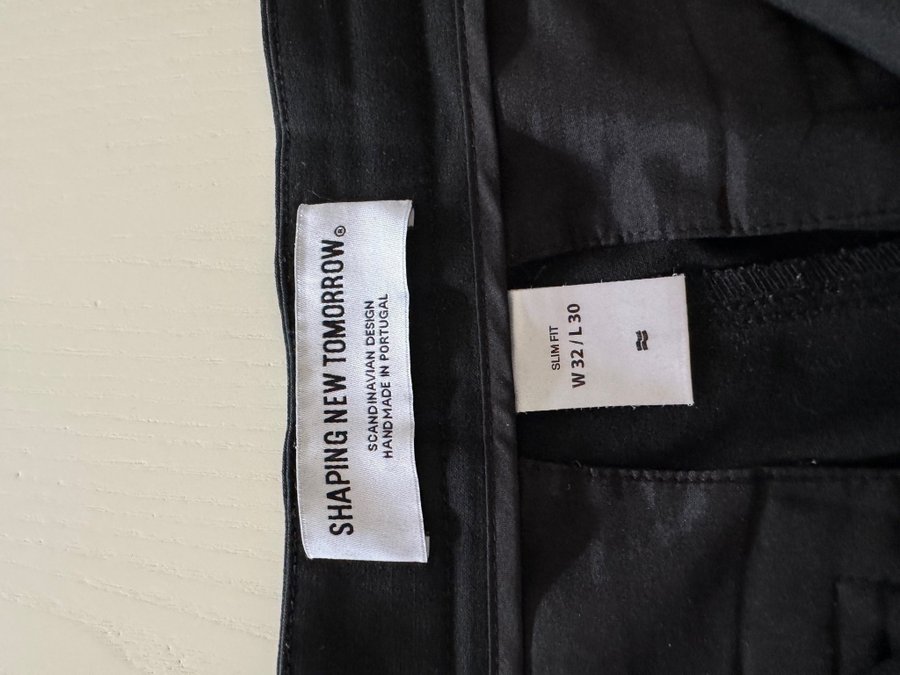 SHAPING NEW TOMORROW®
SCANDINAVIAN DESIGN
HANDMADE IN PORTUGAL
SLIM FIT
W 32 / L 30